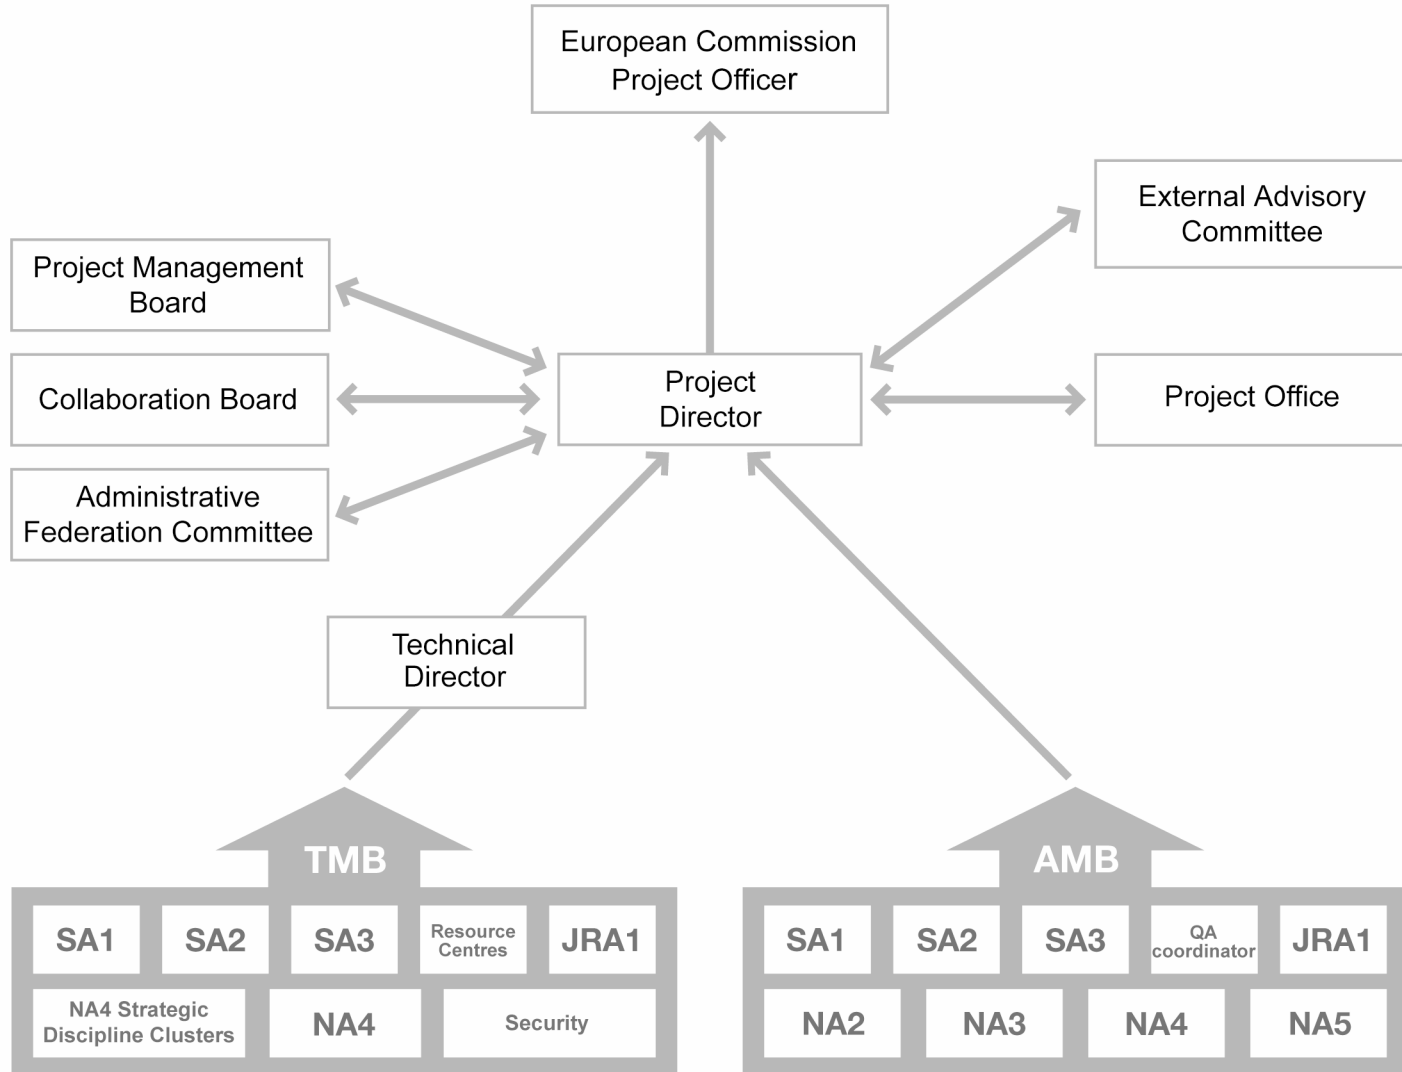 European Commission
Project Officer
External Advisory
Committee
Project Management
Board
Project
Director
Collaboration Board
Project Office
Administrative
Federation Committee
Technical
Director
TMB
SA1
SA2
SA3
Resource
Centres
JRA1
NA4 Strategic
Discipline Clusters
NA4
Security
AMB
SA1
SA2
SA3
QA
coordinator
JRA1
NA2
NA3
NA4
NA5